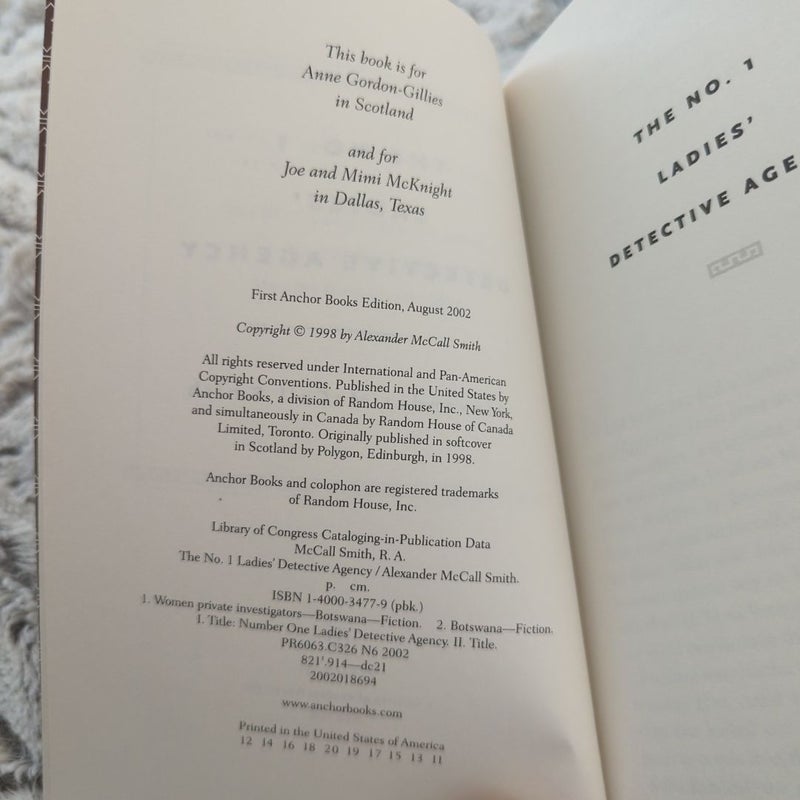 This book is for
Anne Gordon-Gillies
in Scotland
and for
Joe and Mimi McKnight
in Dallas, Texas
First Anchor Books Edition, August 2002
Copyright © 1998 by Alexander McCall Smith
All rights reserved under International and Pan-American
Copyright Conventions. Published in the United States by
Anchor Books, a division of Random House, Inc., New York,
and simultaneously in Canada by Random House of Canada
Limited, Toronto. Originally published in softcover
in Scotland by Polygon, Edinburgh, in 1998.
Anchor Books and colophon are registered trademarks
of Random House, Inc.
Library of Congress Cataloging-in-Publication Data
McCall Smith, R. A.
The No. 1 Ladies' Detective Agency / Alexander McCall Smith.
p. cm.
ISBN 1-4000-3477-9 (pbk.)
1. Women private investigators—Botswana—Fiction. 2. Botswana—Fiction.
I. Title: Number One Ladies' Detective Agency. II. Title.
PR6063.C326 N6 2002
821'.914—dc21
2002018694
www.anchorbooks.com
Printed in the United States of America
12 14 16 18 20 19 17 15 13 11
THE NO. 1
LADIES'
DETECTIVE AGE